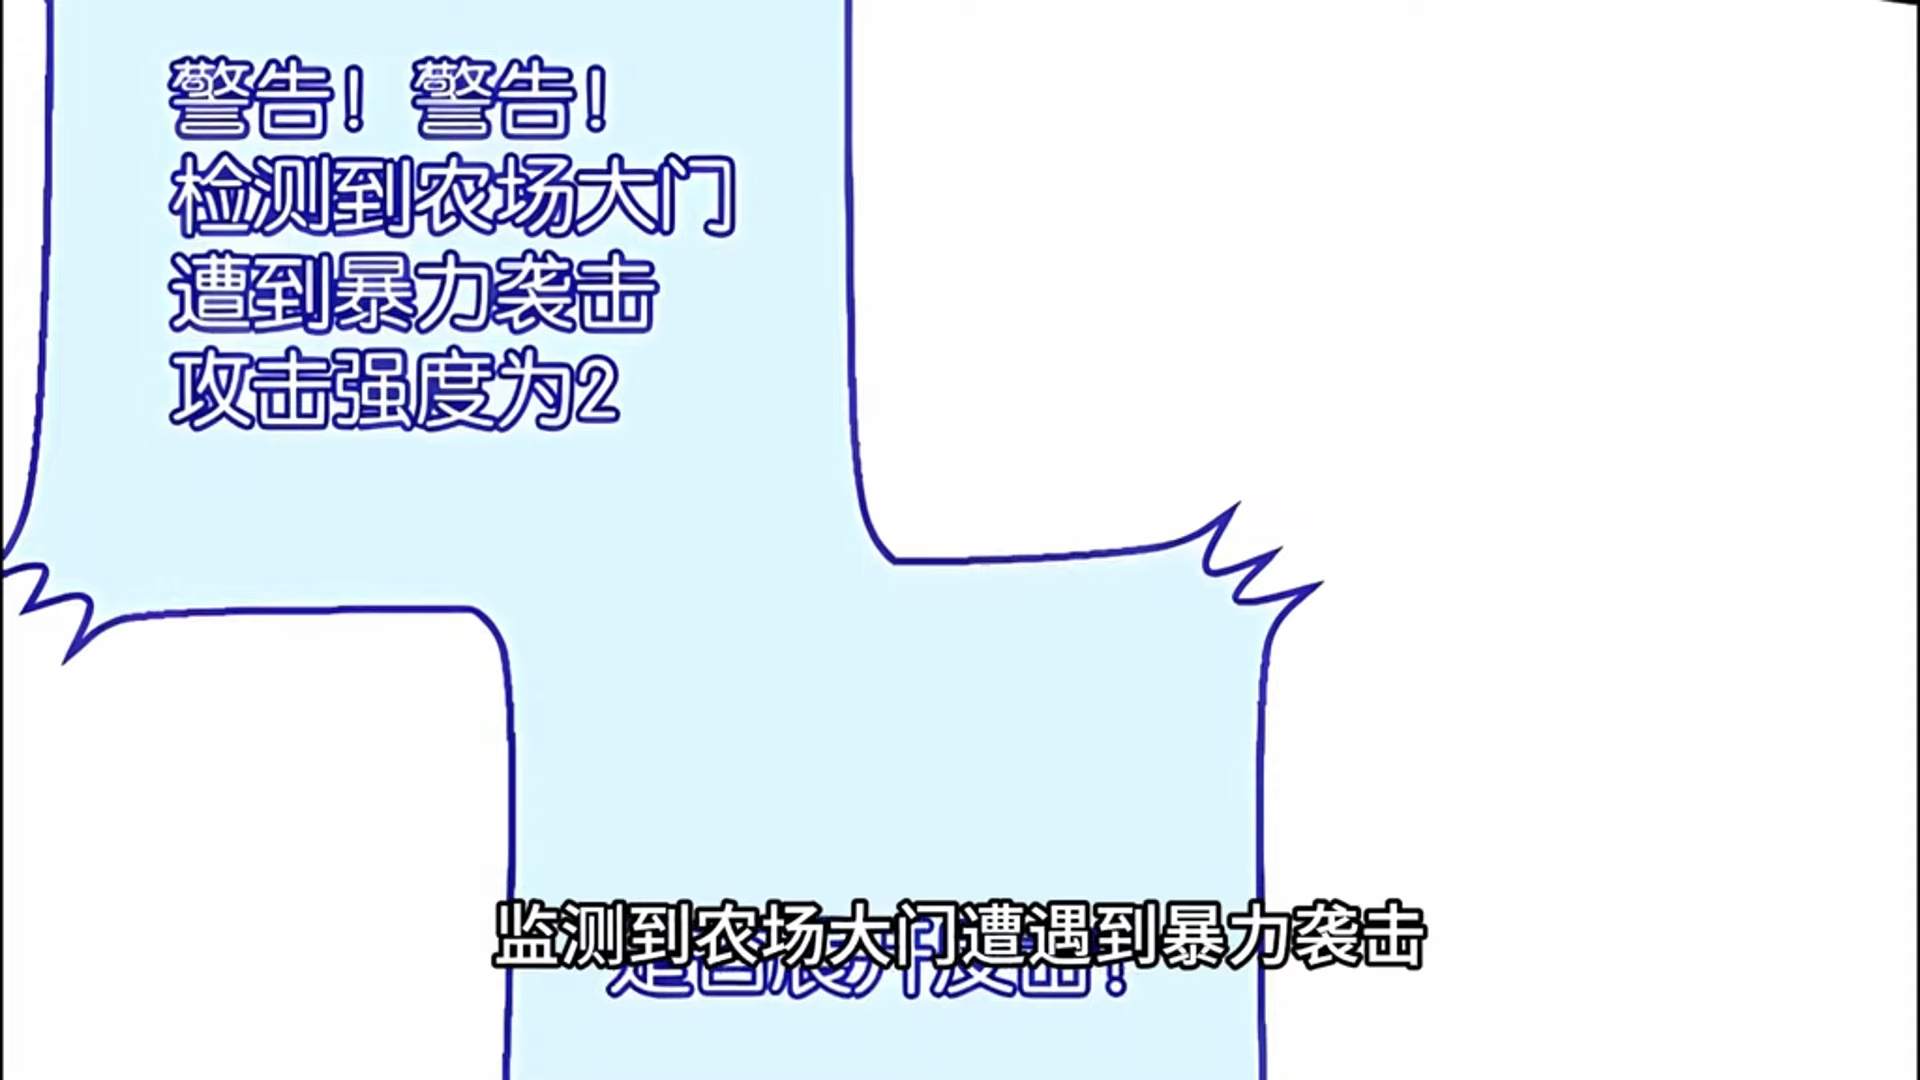 警告！ 警告！
检测到农场大门
遭到暴力袭击
攻击强度为2
监测到农场大门遭遇到暴力袭击